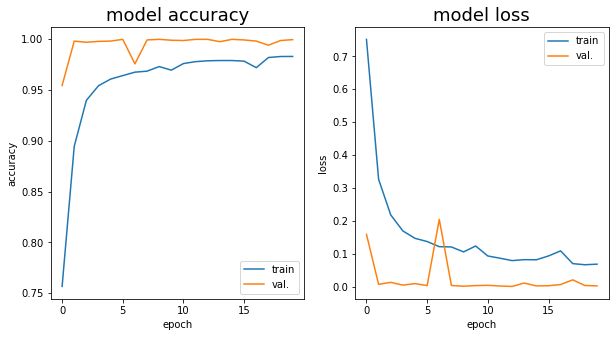 model accuracy
1.00
0.95
0.90
0.85
0.80
0.75
accuracy
0
5
10
15
epoch
train
val.
model loss
0.7
0.6
0.5
0.4
0.3
0.2
0.1
0.0
loss
0
5
10
15
epoch
train
val.